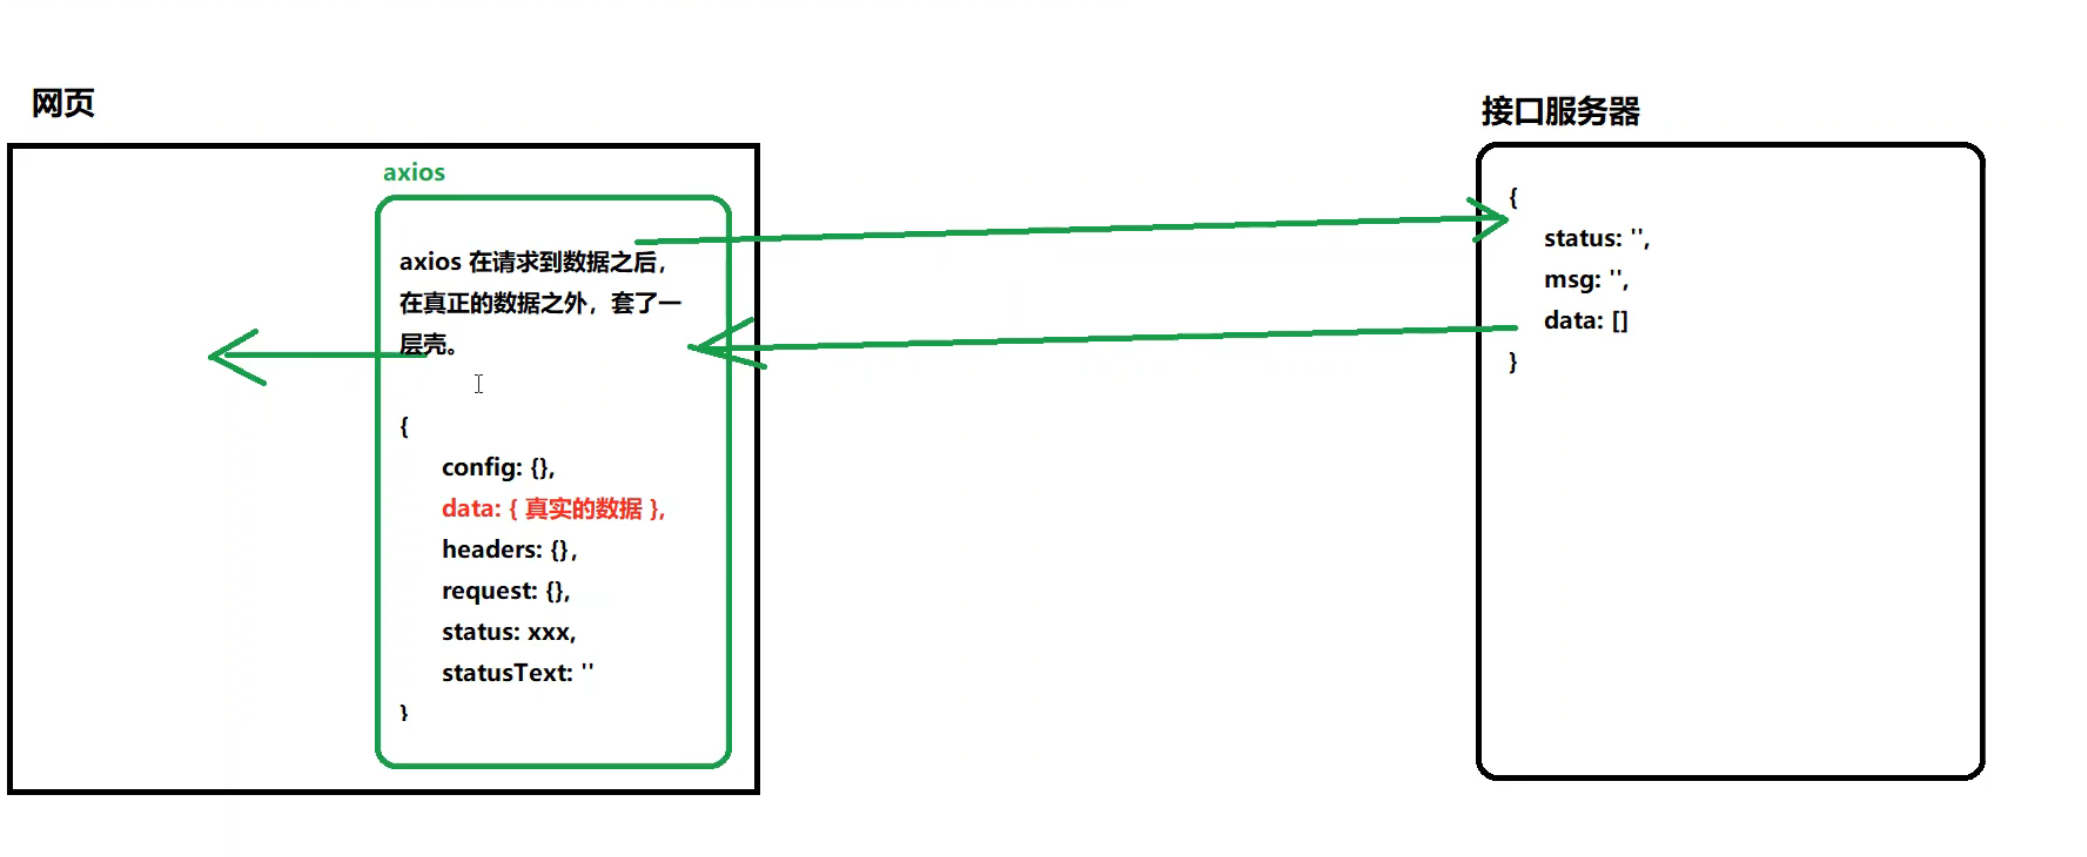 网页
axios
axios 在请求到数据之后，
在真正的数据之外，套了一
层壳。
{
config: {},
data: { 真实的数据 },
headers: {},
request: {},
status: xxx,
statusText: ''
}
接口服务器
{
status: '',
msg: '',
data: []
}